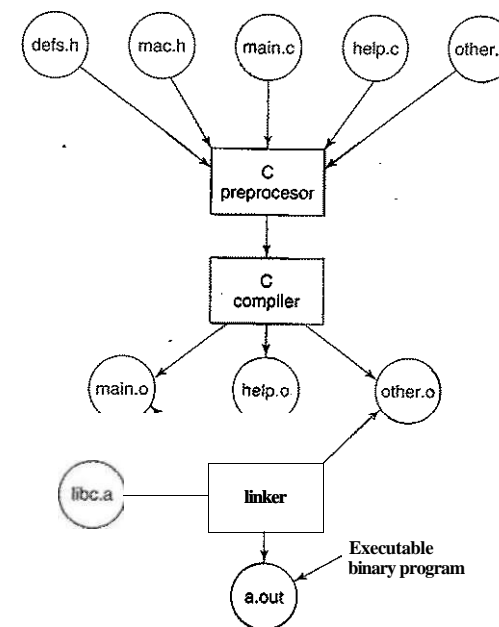 defs.h
mac.h
main.c
help.c
other.
C
preprocesor
C
compiler
main.o
help.o
other.o
libc.a
linker
Executable
binary program
a.out